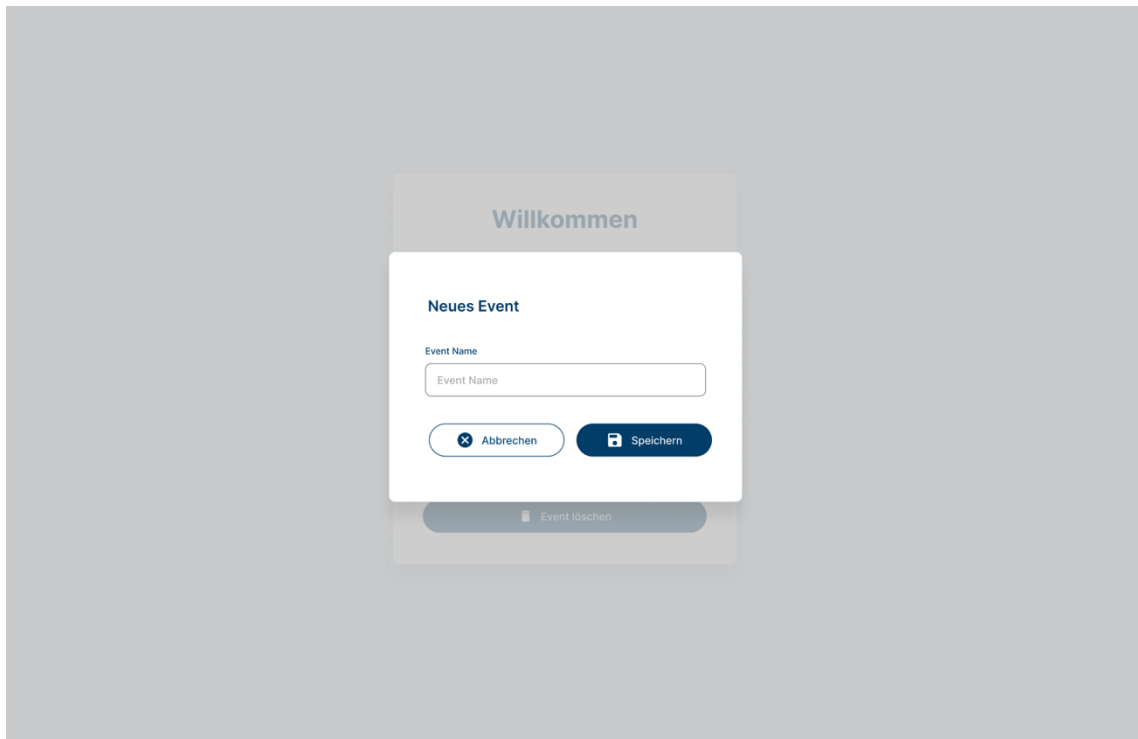 Willkommen
Neues Event
Event Name
Event Name
Abbrechen Speichern
Event löschen